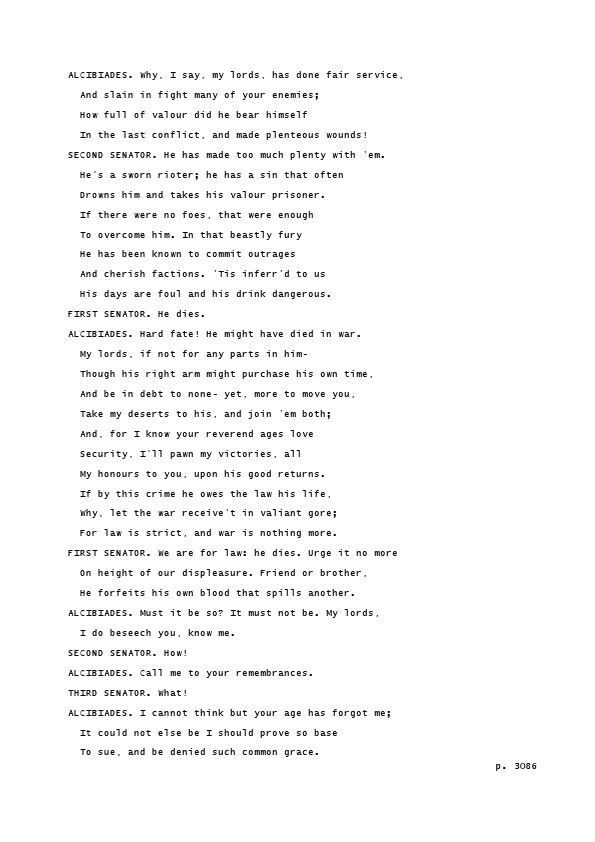 ALCIBIADES. Why, I say, my lords, has done fair service,
And slain in fight many of your enemies;
How full of valour did he bear himself
In the last conflict, and made plenteous wounds!
SECOND SENATOR. He has made too much plenty with 'em.
He's a sworn rioter; he has a sin that often
Drowns him and takes his valour prisoner.
If there were no foes, that were enough
To overcome him. In that beastly fury
He has been known to commit outrages
And cherish factions. 'Tis inferr'd to us
His days are foul and his drink dangerous.
FIRST SENATOR. He dies.
ALCIBIADES. Hard fate! He might have died in war.
My lords, if not for any parts in him-
Though his right arm might purchase his own time,
And be in debt to none- yet, more to move you,
Take my deserts to his, and join 'em both;
And, for I know your reverend ages love
Security, I'll pawn my victories, all
My honours to you, upon his good returns.
If by this crime he owes the law his life,
Why, let the war receive't in valiant gore;
For law is strict, and war is nothing more.
FIRST SENATOR. We are for law: he dies. Urge it no more
On height of our displeasure. Friend or brother,
He forfeits his own blood that spills another.
ALCIBIADES. Must it be so? It must not be. My lords,
I do beseech you, know me.
SECOND SENATOR. How!
ALCIBIADES. Call me to your remembrances.
THIRD SENATOR. What!
ALCIBIADES. I cannot think but your age has forgot me;
It could not else be I should prove so base
To sue, and be denied such common grace.
p. 3086